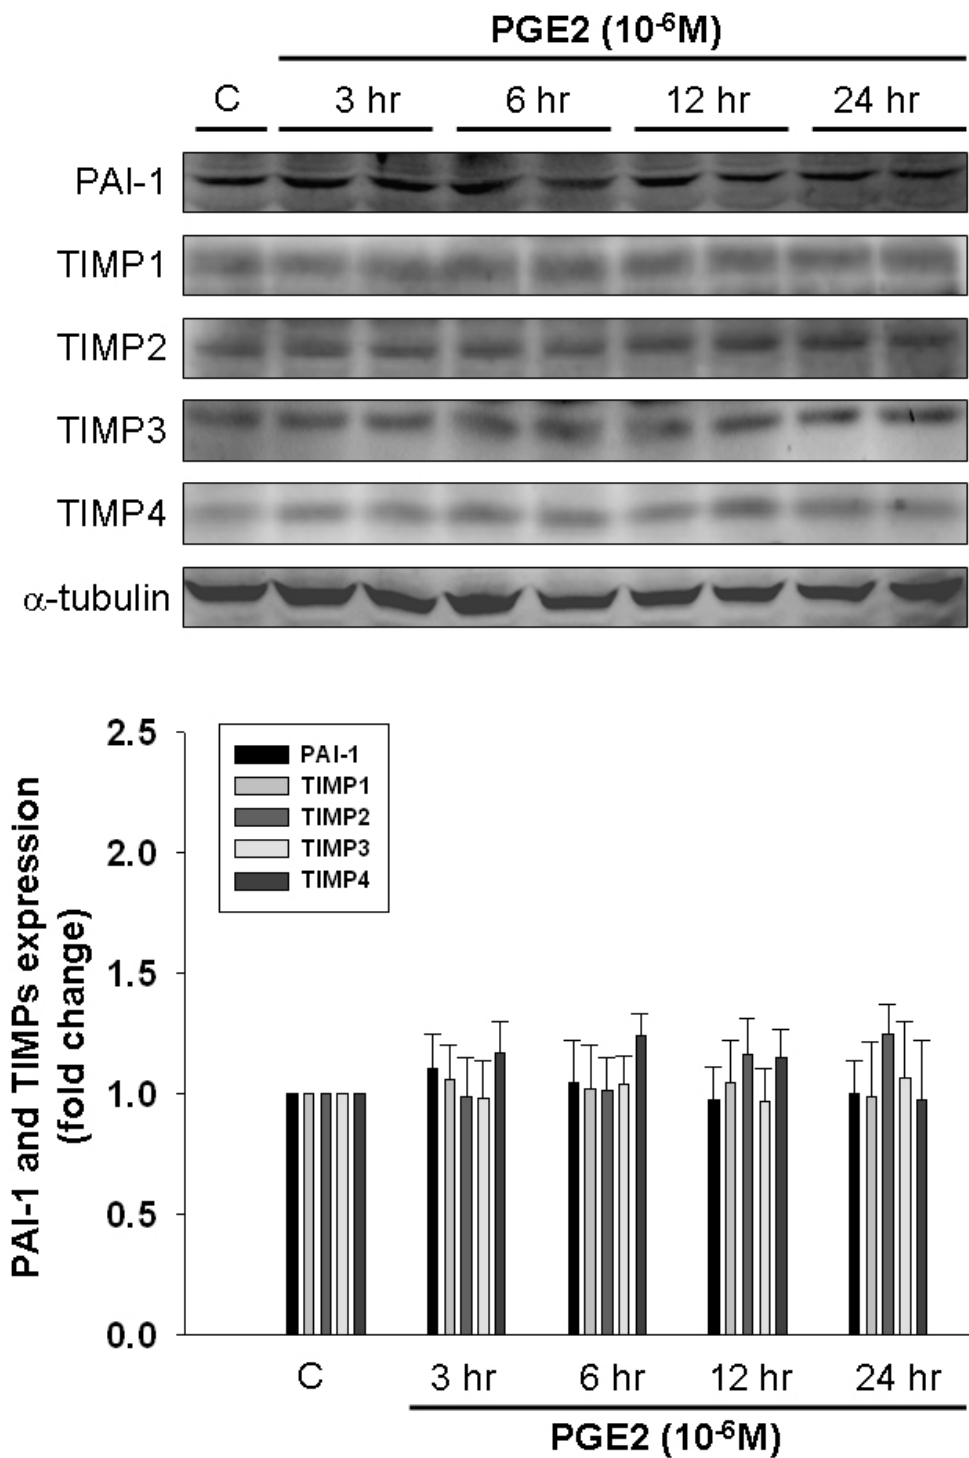 PGE2 (10⁻⁶M)
C 3 hr 6 hr 12 hr 24 hr
PAI-1
TIMP1
TIMP2
TIMP3
TIMP4
α-tubulin
PAI-1 and TIMPs expression
(fold change)
2.5
2.0
1.5
1.0
0.5
0.0
PAI-1
TIMP1
TIMP2
TIMP3
TIMP4
C 3 hr 6 hr 12 hr 24 hr
PGE2 (10⁻⁶M)